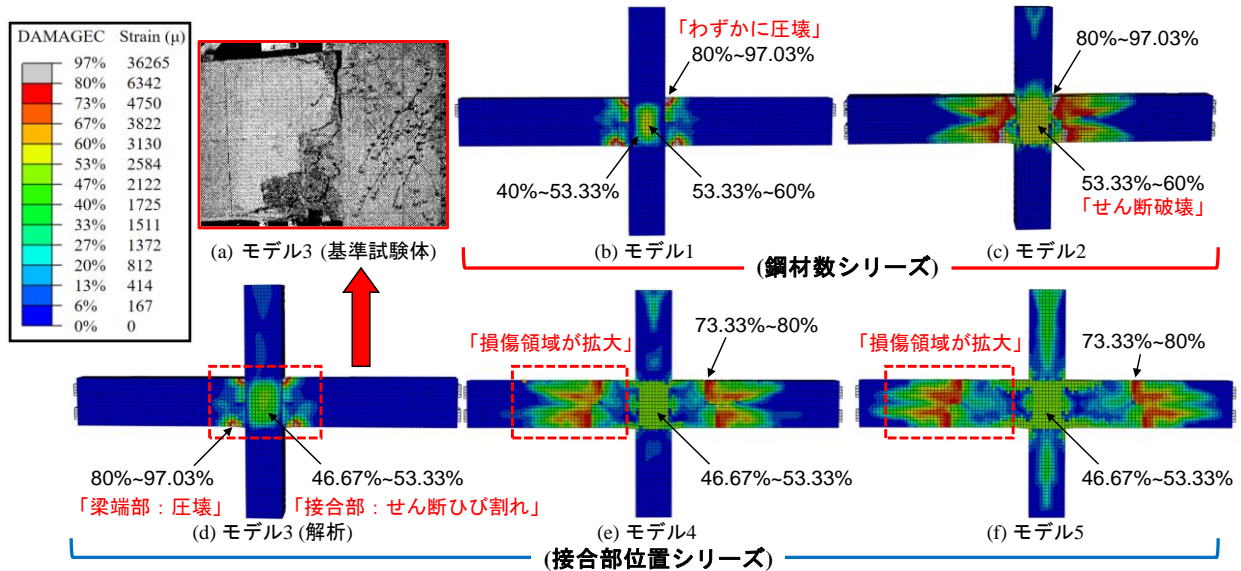 DAMAGEC Strain (μ)
97% 36265
80% 6342
73% 4750
67% 3822
60% 3130
53% 2584
47% 2122
40% 1725
33% 1511
27% 1372
20% 812
13% 414
6% 167
0% 0
(a) モデル3 (基準試験体)
「わずかに圧壊」
80%~97.03%
40%~53.33%
53.33%~60%
(b) モデル1
80%~97.03%
53.33%~60%
「せん断破壊」
(c) モデル2
(鋼材数シリーズ)
80%~97.03%
「梁端部：圧壊」
46.67%~53.33%
「接合部：せん断ひび割れ」
(d) モデル3 (解析)
「損傷領域が拡大」
73.33%~80%
46.67%~53.33%
(e) モデル4
「損傷領域が拡大」
73.33%~80%
46.67%~53.33%
(f) モデル5
(接合部位置シリーズ)